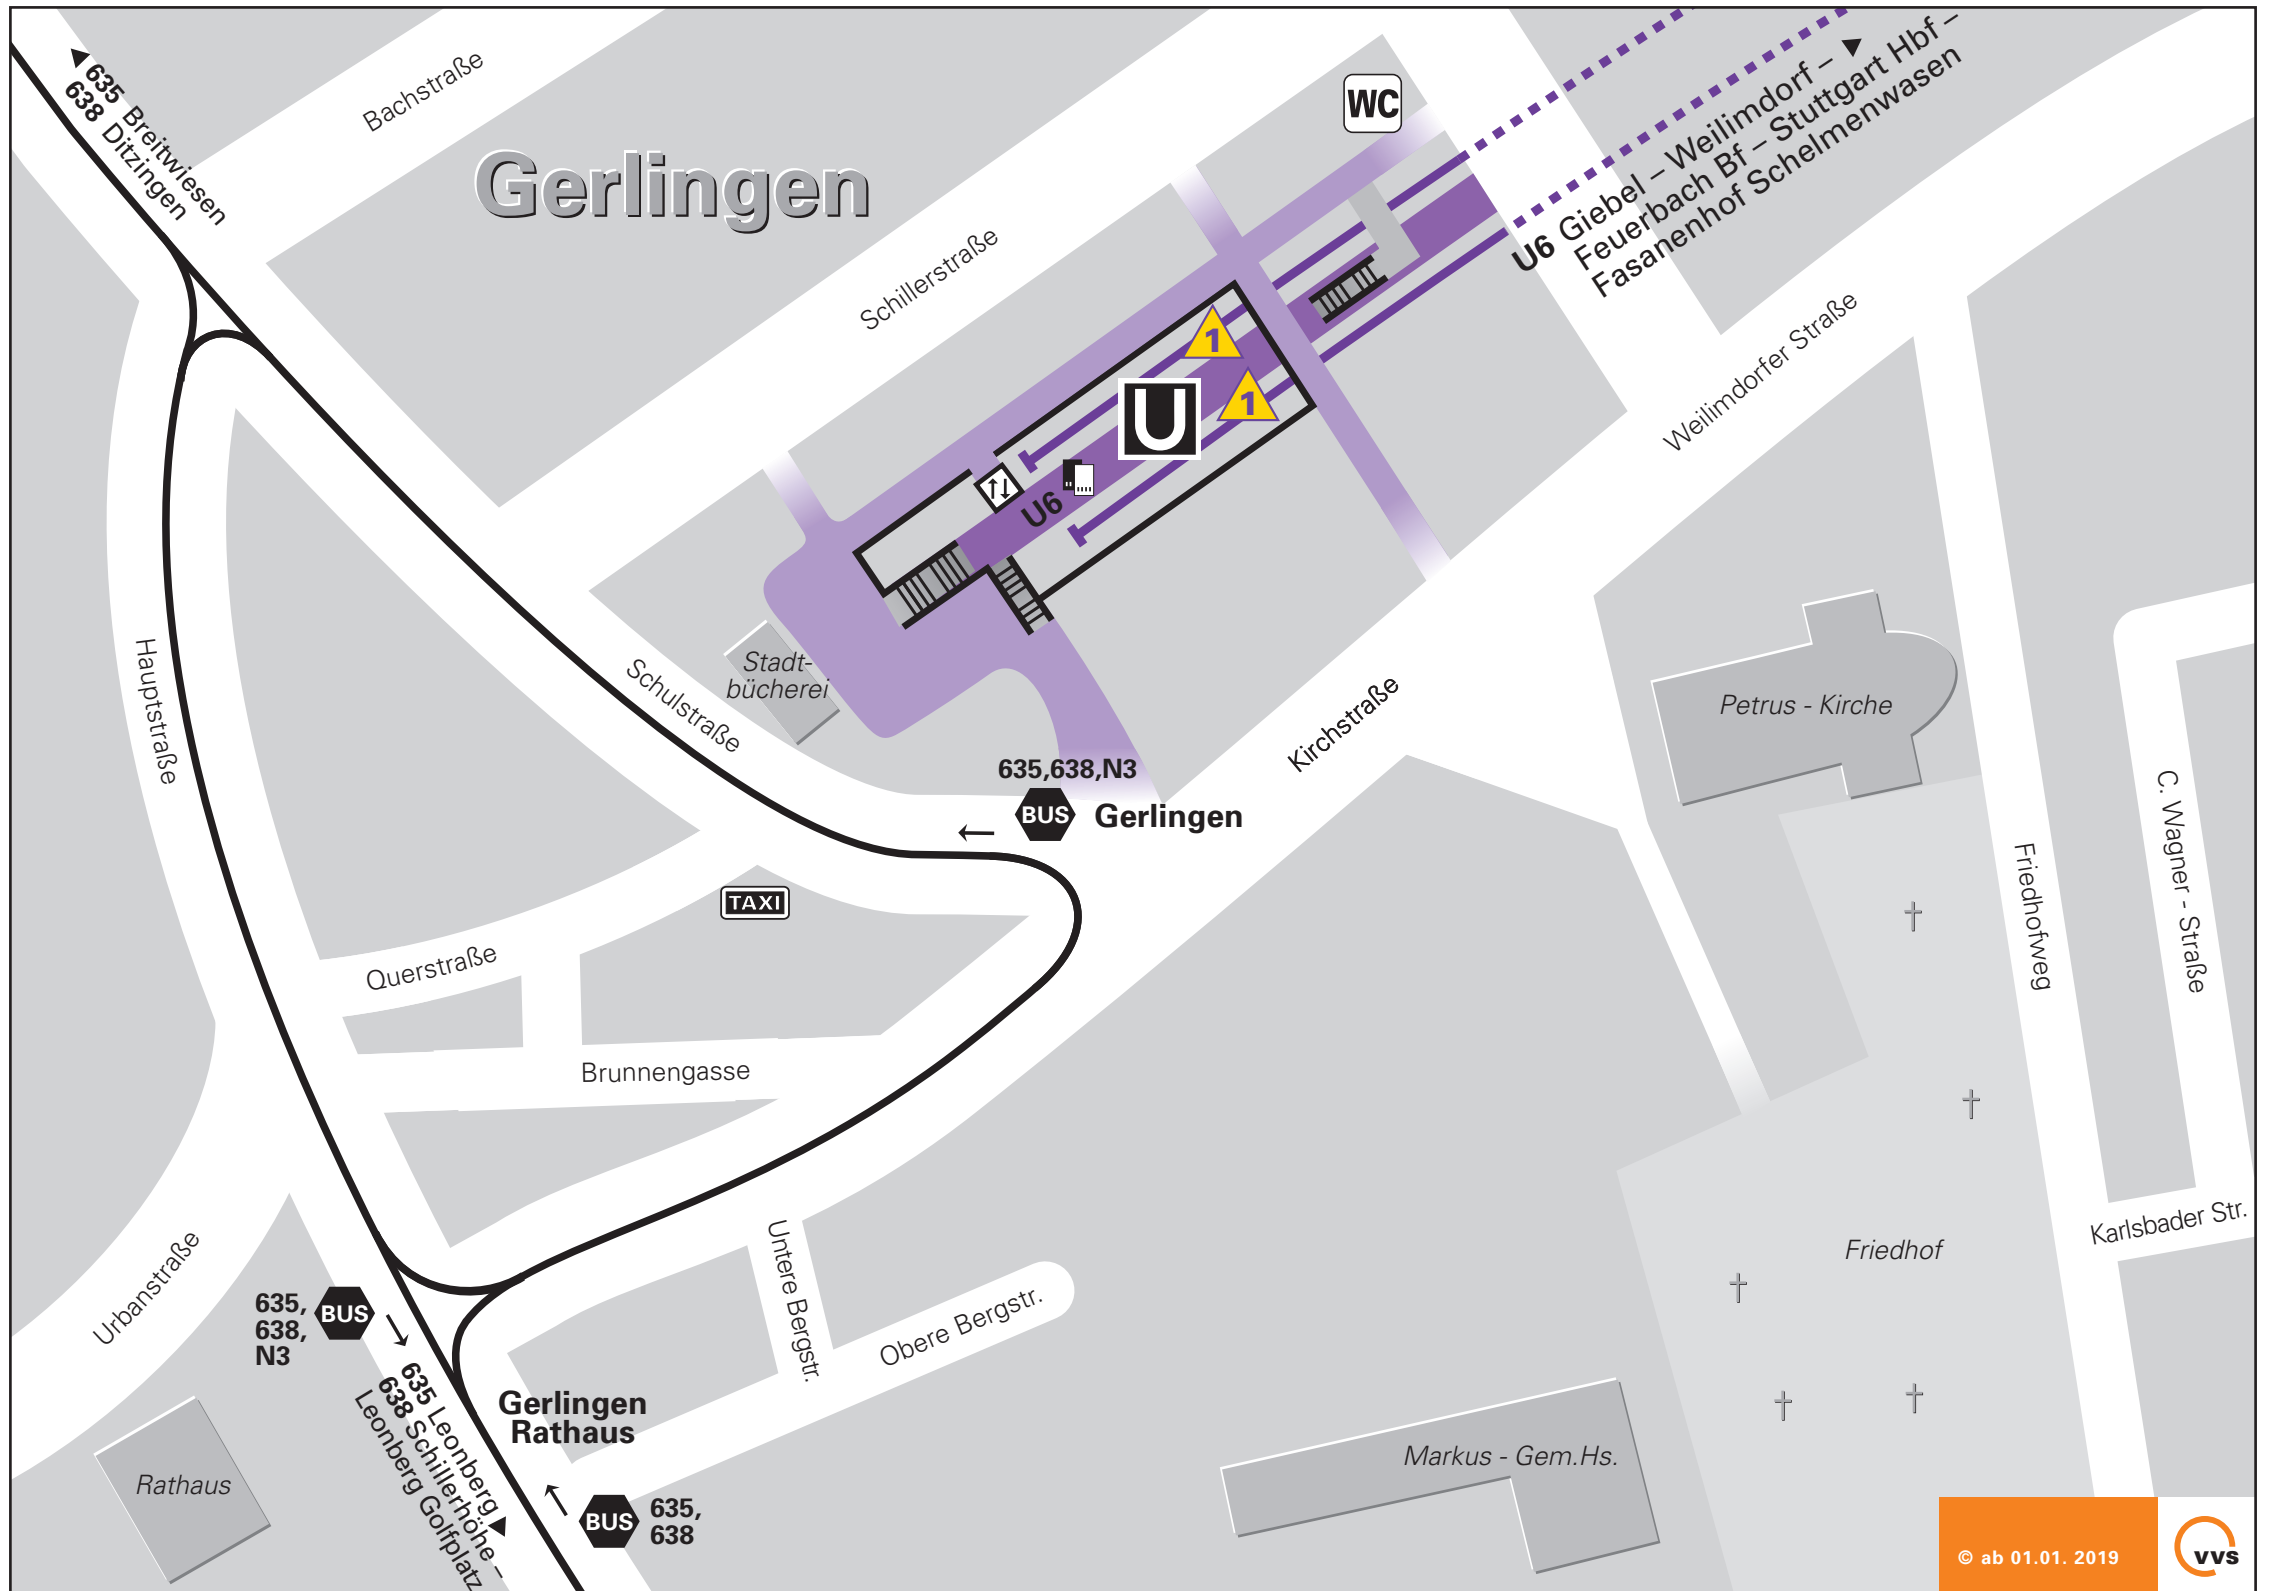 635 Breitwiesen
638 Ditzingen
Bachstraße
Gerlingen
WC
U6 Giebel – Weilimdorf –
Feuerbach Bf – Stuttgart Hbf –
Fasanenhof Schelmenwasen
Schillerstraße
Weilimdorfer Straße
1
1
U
U6
Hauptstraße
Schulstraße
Stadt-
bücherei
Kirchstraße
Petrus - Kirche
635,638,N3
BUS
Gerlingen
C. Wagner - Straße
Friedhofweg
TAXI
Querstraße
Brunnengasse
Urbanstraße
Untere Bergstr.
Obere Bergstr.
Karlsbader Str.
Friedhof
635,
638,
N3
BUS
635 Leonberg
638 Schillerhöhe –
Leonberg Golfplatz
Gerlingen
Rathaus
Rathaus
BUS
635,
638
Markus - Gem.Hs.
© ab 01.01. 2019
vvs